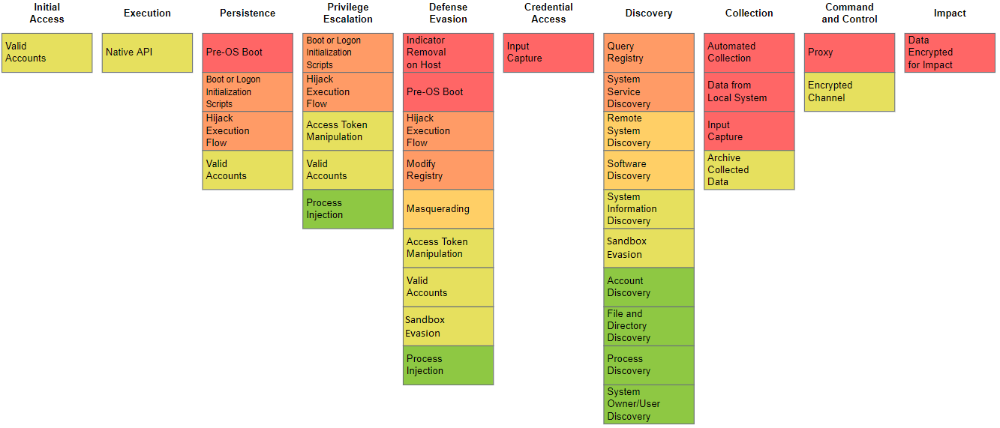 Initial
Access
Execution
Persistence
Privilege
Escalation
Defense
Evasion
Credential
Access
Discovery
Collection
Command
and Control
Impact
Valid
Accounts
Native API
Pre-OS Boot
Boot or Logon
Initialization
Scripts
Hijack
Execution
Flow
Valid
Accounts
Boot or Logon
Initialization
Scripts
Hijack
Execution
Flow
Access Token
Manipulation
Valid
Accounts
Process
Injection
Indicator
Removal
on Host
Pre-OS Boot
Hijack
Execution
Flow
Modify
Registry
Masquerading
Access Token
Manipulation
Valid
Accounts
Sandbox
Evasion
Process
Injection
Input
Capture
Query
Registry
System
Service
Discovery
Remote
System
Discovery
Software
Discovery
System
Information
Discovery
Sandbox
Evasion
Account
Discovery
File and
Directory
Discovery
Process
Discovery
System
Owner/User
Discovery
Automated
Collection
Data from
Local System
Input
Capture
Archive
Collected
Data
Proxy
Encrypted
Channel
Data
Encrypted
for Impact